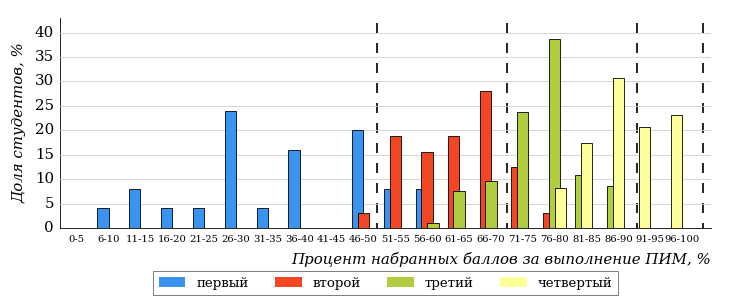 Доля студентов, %
40
35
30
25
20
15
10
5
0
0-5 6-10 11-15 16-20 21-25 26-30 31-35 36-40 41-45 46-50 51-55 56-60 61-65 66-70 71-75 76-80 81-85 86-90 91-95 96-100
Процент набранных баллов за выполнение ПИМ, %
первый второй третий четвертый